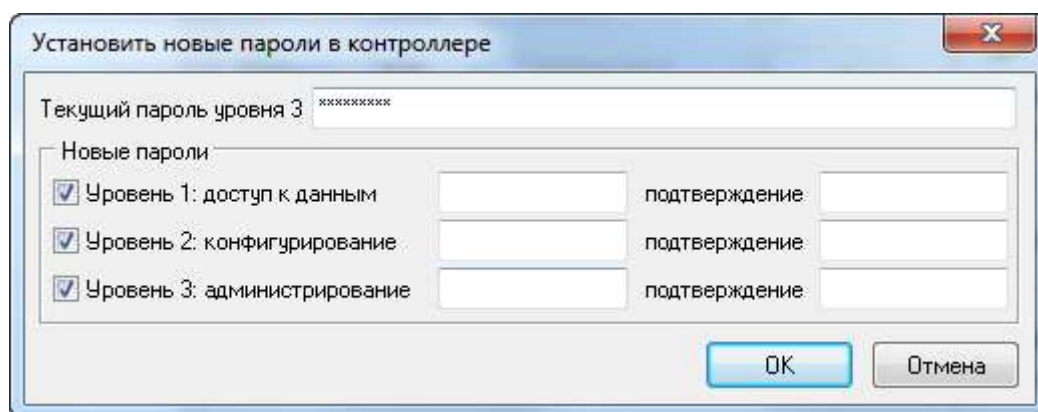 Установить новые пароли в контроллере
Текущий пароль уровня 3 *********
Новые пароли
Уровень 1: доступ к данным подтверждение
Уровень 2: конфигурирование подтверждение
Уровень 3: администрирование подтверждение
OK Отмена